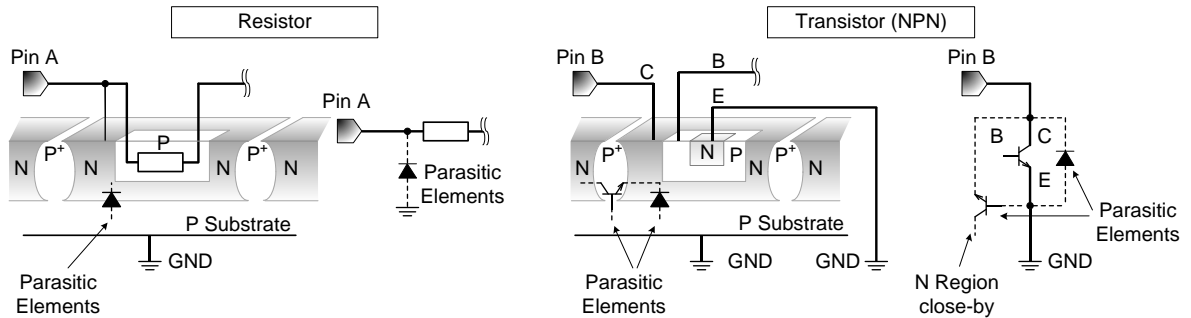 Resistor
Transistor (NPN)
Pin A
Pin B
Pin B
C
B
E
Pin A
N
P+
N
P
N
P+
N
N
P+
N
N
P
N
P+
N
B
C
E
Parasitic
Elements
P Substrate
P Substrate
Parasitic
Elements
GND
GND
GND
GND
Parasitic
Elements
Parasitic
Elements
N Region
close-by